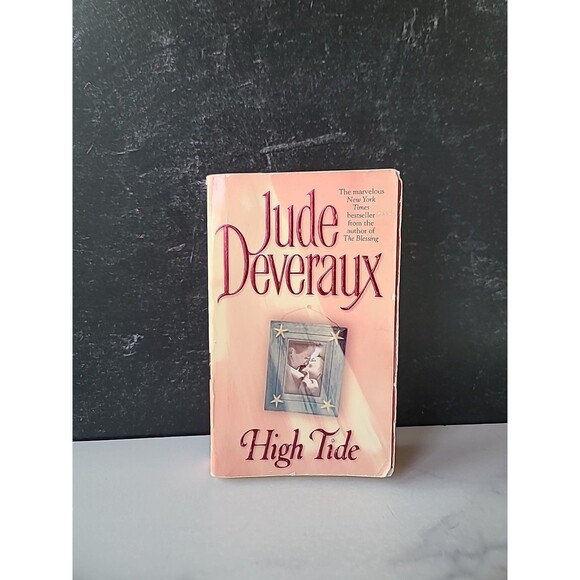 Jude
Deveraux
The marvelous
New York
Times
bestseller
from the
author of
The Blessing
High Tide